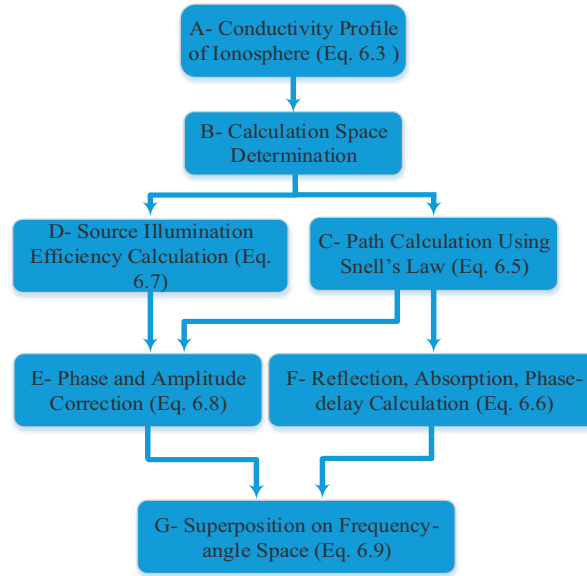 A- Conductivity Profile
of Ionosphere (Eq. 6.3 )
B- Calculation Space
Determination
D- Source Illumination
Efficiency Calculation (Eq.
6.7)
C- Path Calculation Using
Snell’s Law (Eq. 6.5)
E- Phase and Amplitude
Correction (Eq. 6.8)
F- Reflection, Absorption, Phase-
delay Calculation (Eq. 6.6)
G- Superposition on Frequency-
angle Space (Eq. 6.9)